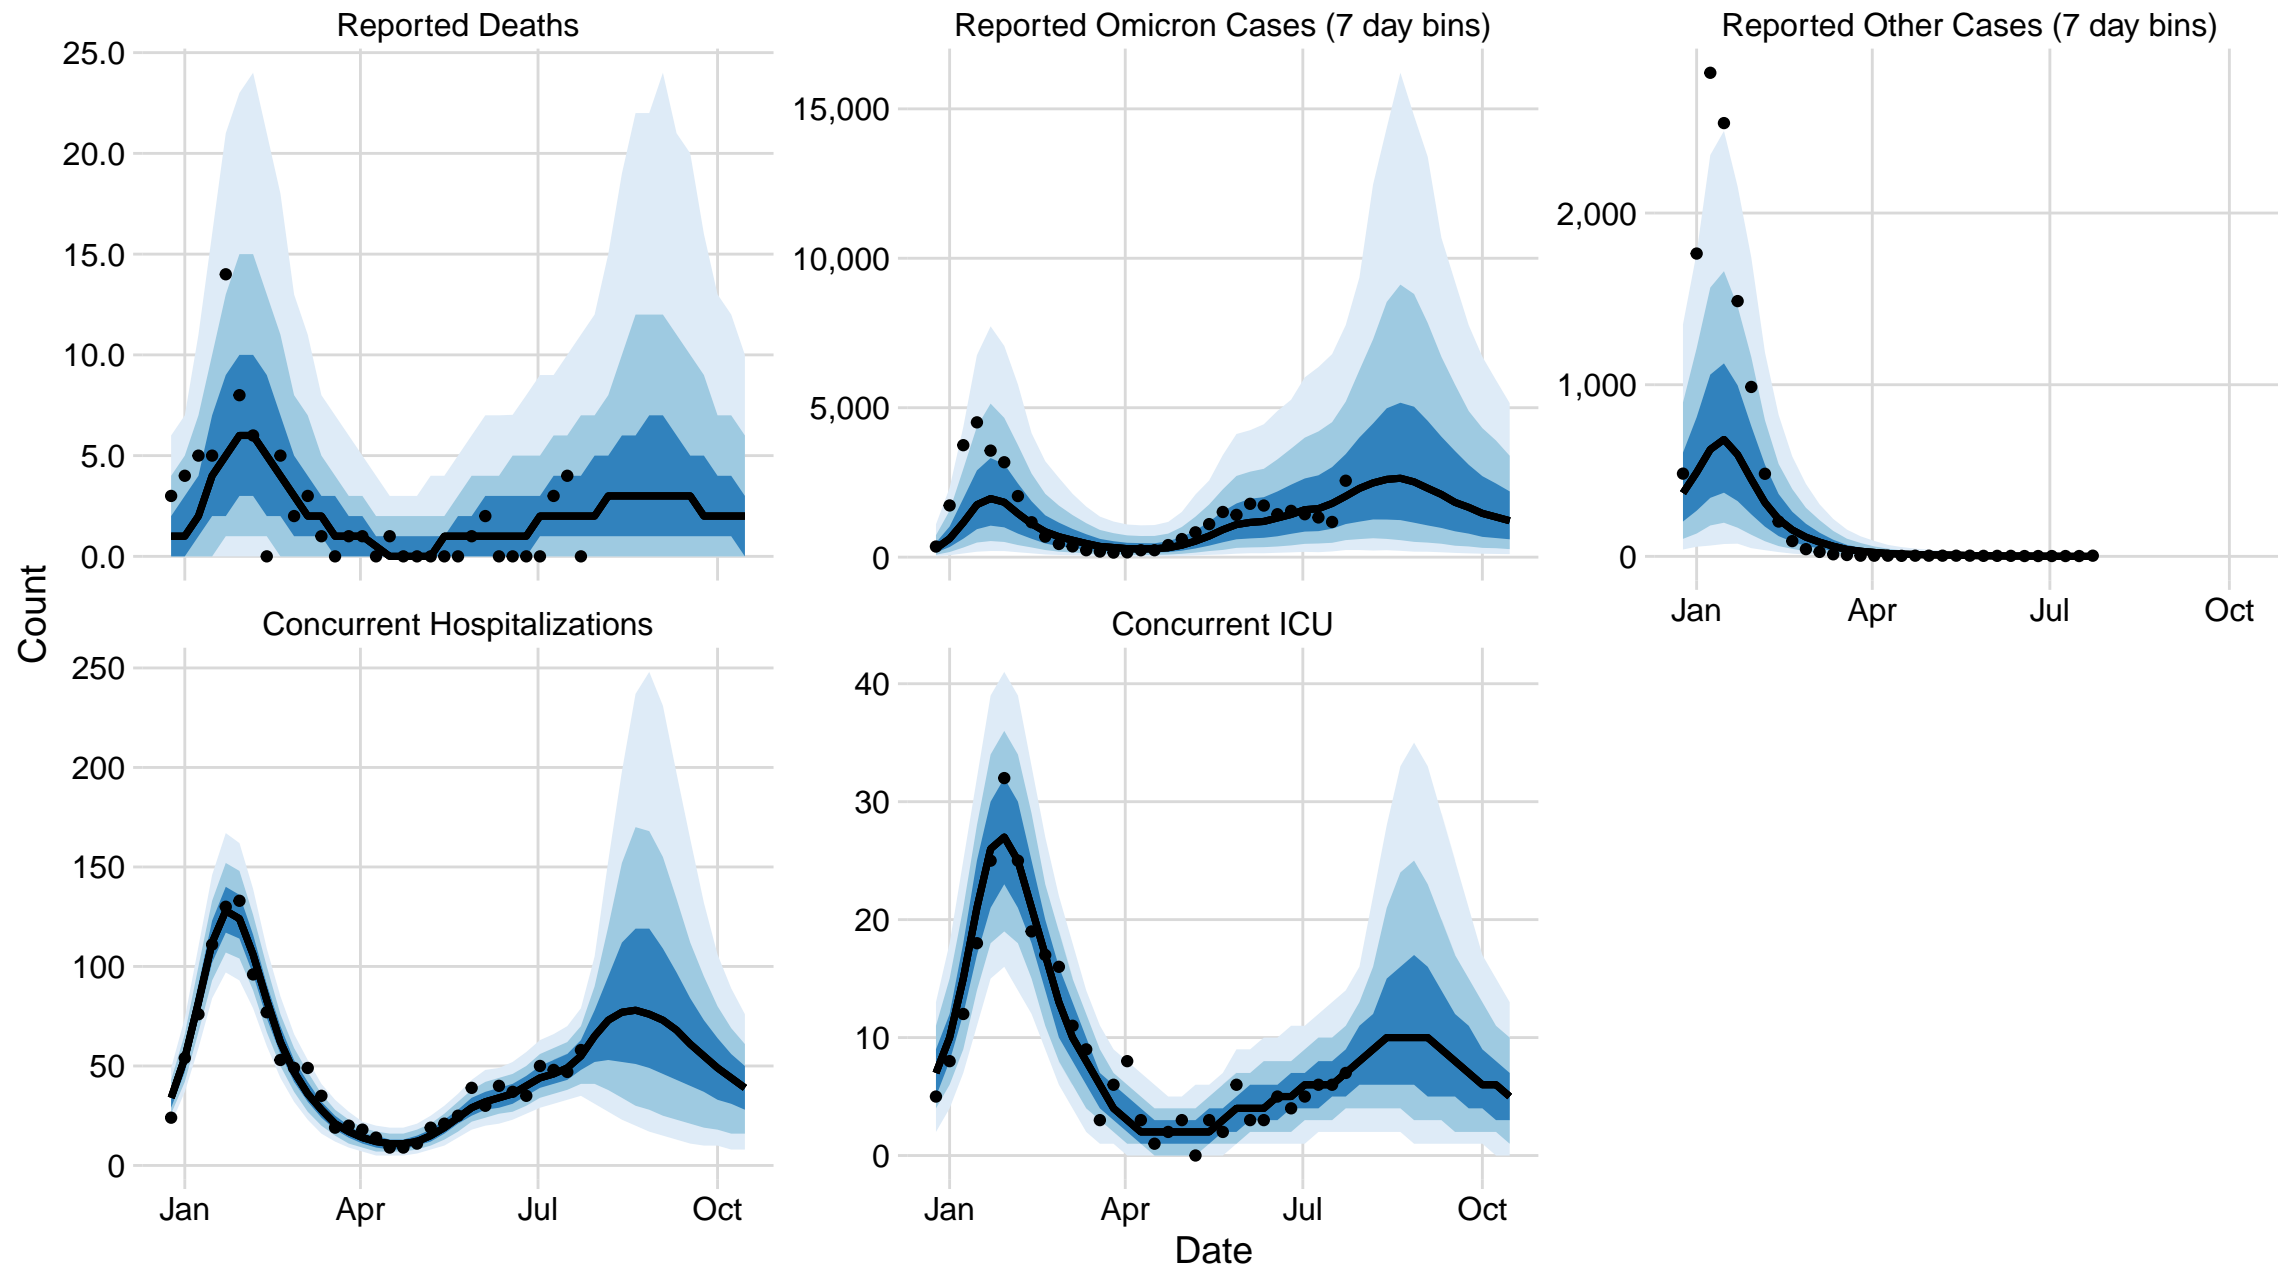 Reported Deaths
Reported Omicron Cases (7 day bins)
Reported Other Cases (7 day bins)
25.0
20.0
15.0
10.0
5.0
0.0
15,000
10,000
5,000
0
2,000
1,000
0
Jan Apr Jul Oct
Count
Concurrent Hospitalizations
Concurrent ICU
250
200
150
100
50
0
40
30
20
10
0
Jan Apr Jul Oct
Jan Apr Jul Oct
Date